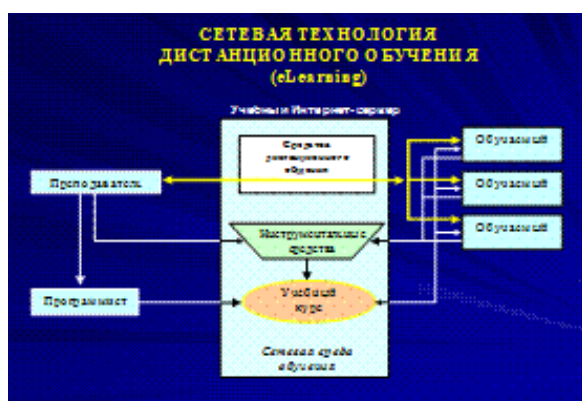 СЕТЕВАЯ ТЕХНОЛОГИЯ
ДИСТАНЦИОННОГО ОБУЧЕНИЯ
(eLearning)
Учебный Интернет-сервер
Средства
дистанционного
обучения
Обучаемый
Преподаватель
Обучаемый
Обучаемый
Инструментальные
средства
Учебный
курс
Программист
Сетевая среда
обучения